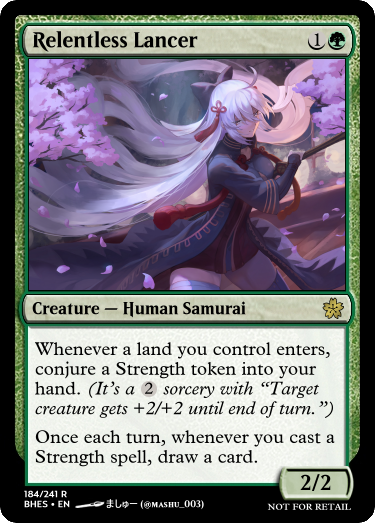 Relentless Lancer 1
Creature — Human Samurai
Whenever a land you control enters,
conjure a Strength token into your
hand. (It's a 2 sorcery with “Target
creature gets +2/+2 until end of turn.”)
Once each turn, whenever you cast a
Strength spell, draw a card.
2/2
184/241 R
BHES • EN ましゅー (@MASHU_003)
NOT FOR RETAIL